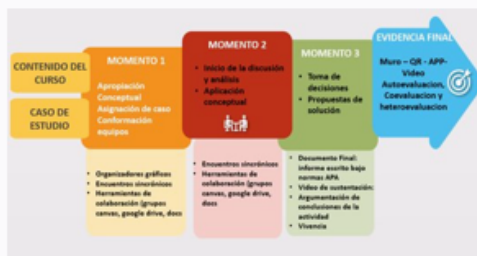 CONTENIDO DEL
CURSO
CASO DE
ESTUDIO
MOMENTO 1
Apropiación
Conceptual
Asignación de caso
Conformación
equipos
MOMENTO 2
• Inicio de la discusión
y análisis
• Aplicación
conceptual
MOMENTO 3
• Toma de
decisiones
• Propuestas de
solución
EVIDENCIA FINAL
Muro – QR - APP-
Video
Autoevaluacion,
Coevaluacion y
heteroevaluacion
• Organizadores gráficos
• Encuentros sincrónicos
• Herramientas de
colaboración (grupos
canvas, google drive, docs
• Encuentros sincrónicos
• Herramientas de
colaboración (grupos
canvas, google drive,
docs
• Documento Final:
informe escrito bajo
normas APA
• Video de sustentación:
• Argumentación de
conclusiones de la
actividad
• Vivencia